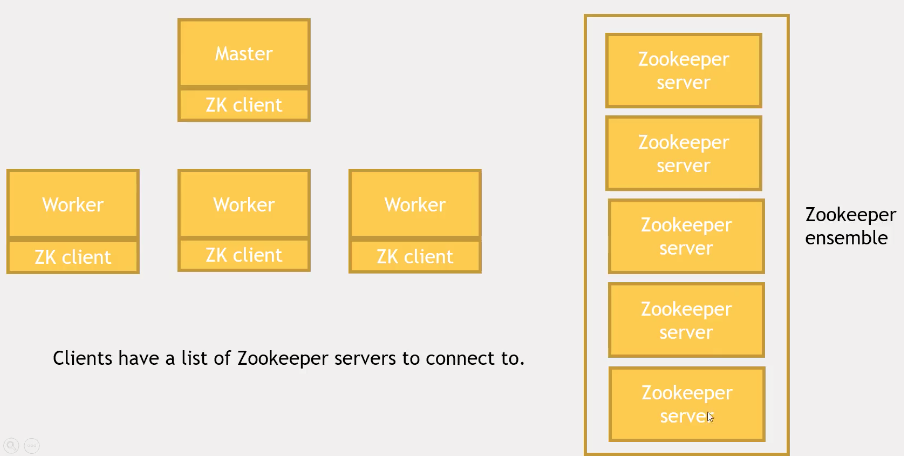 Master
ZK client
Worker
ZK client
Worker
ZK client
Worker
ZK client
Clients have a list of Zookeeper servers to connect to.
Zookeeper
server
Zookeeper
server
Zookeeper
server
Zookeeper
server
Zookeeper
server
Zookeeper
ensemble